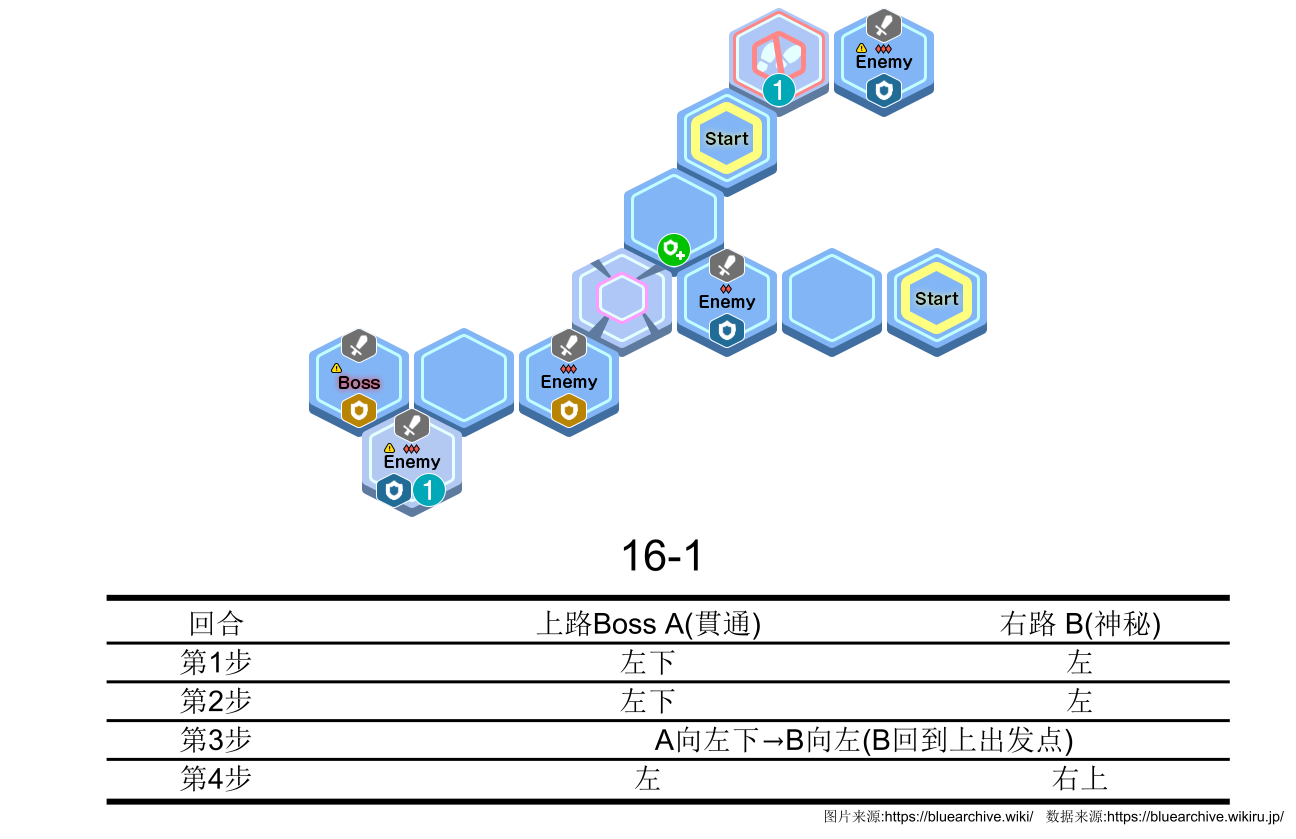 1
Enemy
Start
Enemy
Start
Boss
Enemy
Enemy
1
16-1
回合 上路Boss A(貫通) 右路 B(神秘)
第1步 左下 左
第2步 左下 左
第3步 A向左下→B向左(B回到上出发点)
第4步 左 右上
图片来源:https://bluearchive.wiki/ 数据来源:https://bluearchive.wikiru.jp/